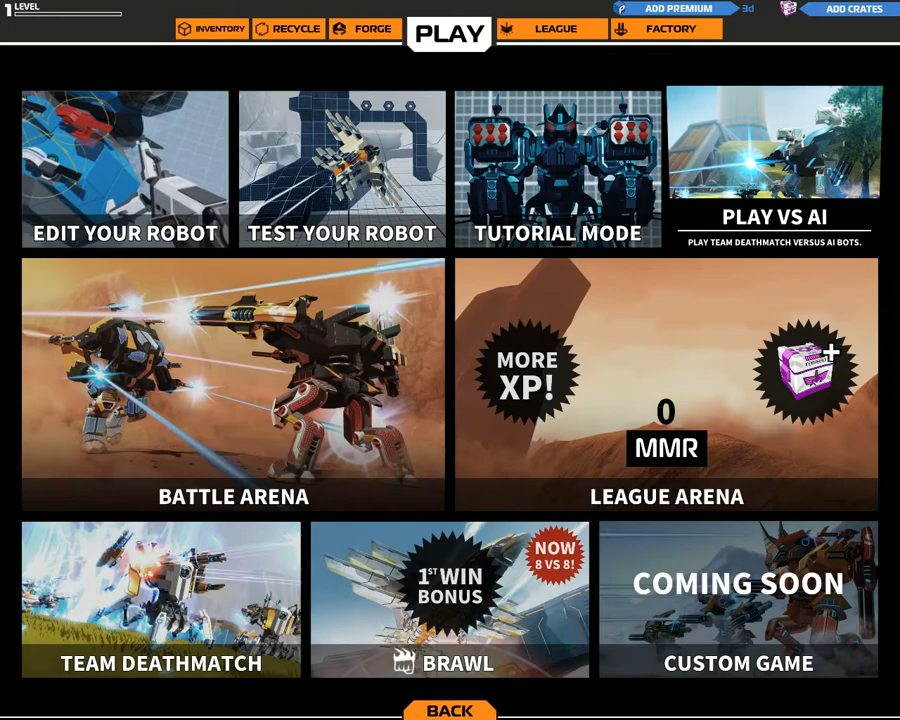 1 LEVEL
ADD PREMIUM 3d ADD CRATES
INVENTORY RECYCLE FORGE PLAY LEAGUE FACTORY
EDIT YOUR ROBOT
TEST YOUR ROBOT
TUTORIAL MODE
PLAY VS AI
PLAY TEAM DEATHMATCH VERSUS AI BOTS.
BATTLE ARENA
MORE
XP!
0
MMR
LEAGUE ARENA
TEAM DEATHMATCH
1ST WIN
BONUS
NOW
8 VS 8!
BRAWL
COMING SOON
CUSTOM GAME
BACK